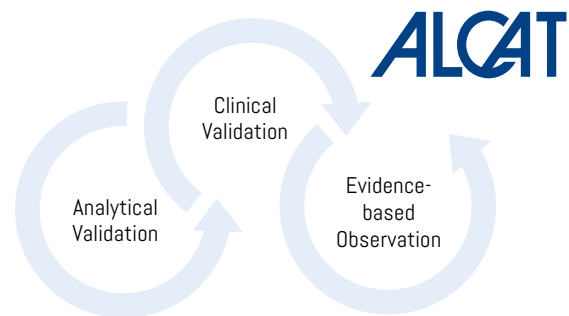 ALCAT
Clinical
Validation
Analytical
Validation
Evidence-
based
Observation